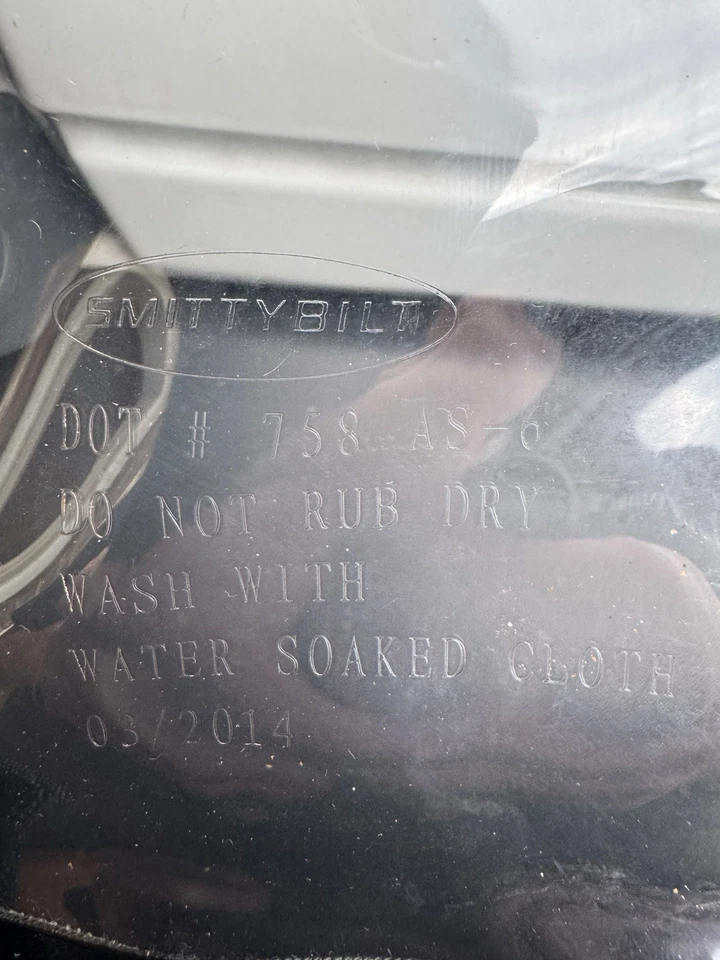 SMITTYBILT
DOT # 758 AS-6
DO NOT RUB DRY
WASH WITH
WATER SOAKED CLOTH
03/2014